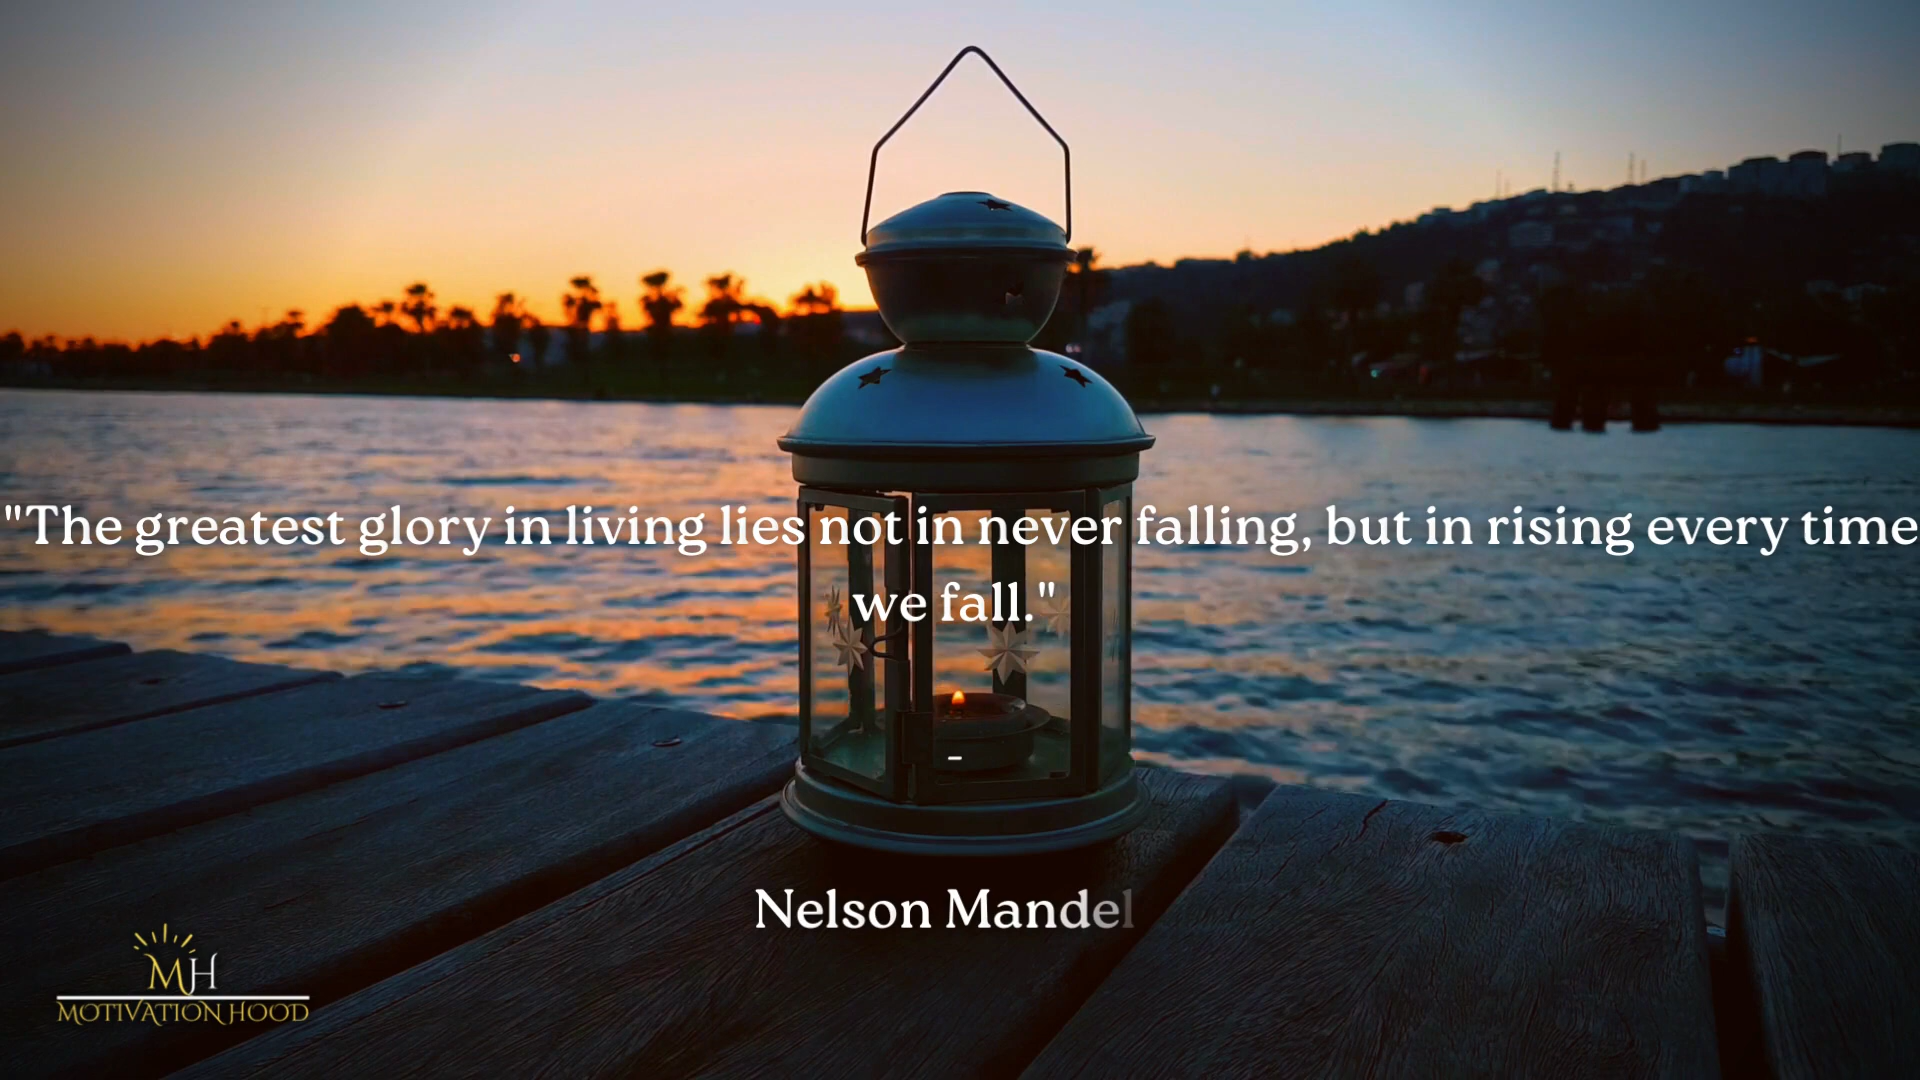 "The greatest glory in living lies not in never falling, but in rising every time
we fall."
-
Nelson Mandel
MH
MOTIVATION HOOD